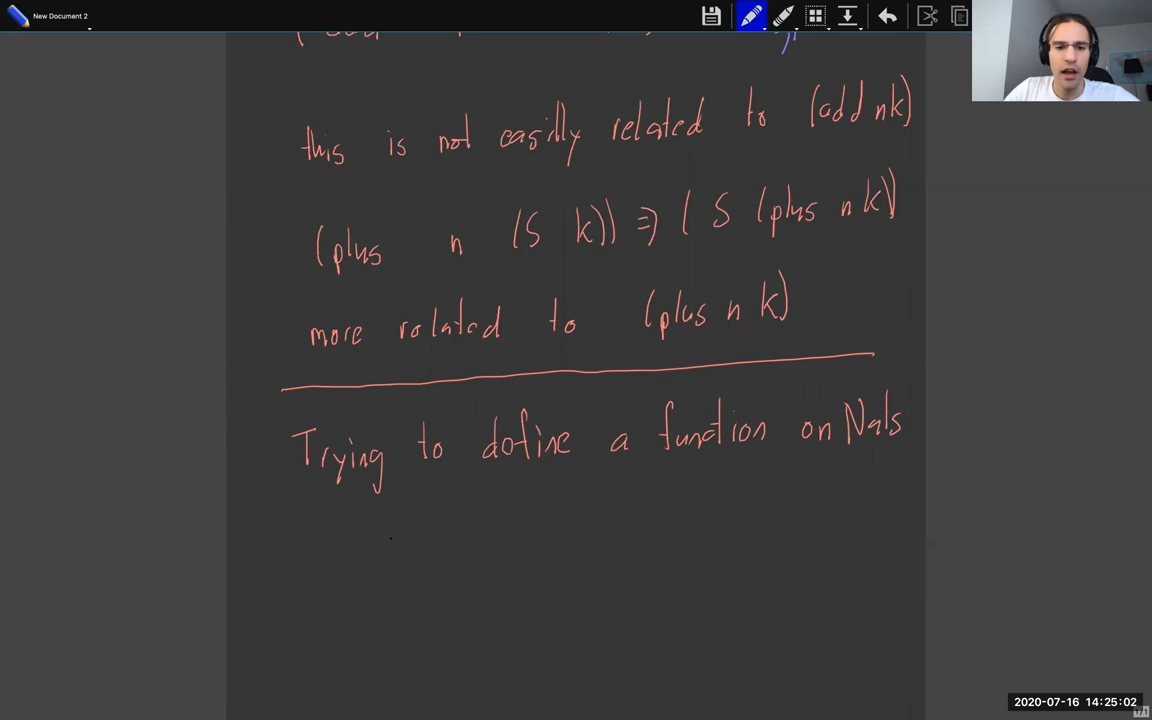 New Document 2
this is not easilly related to (add n k)
(plus n (S k)) ⇒ ( S (plus n k))
more related to (plus n k)
Trying to define a function on Nats
2020-07-16 14:25:02